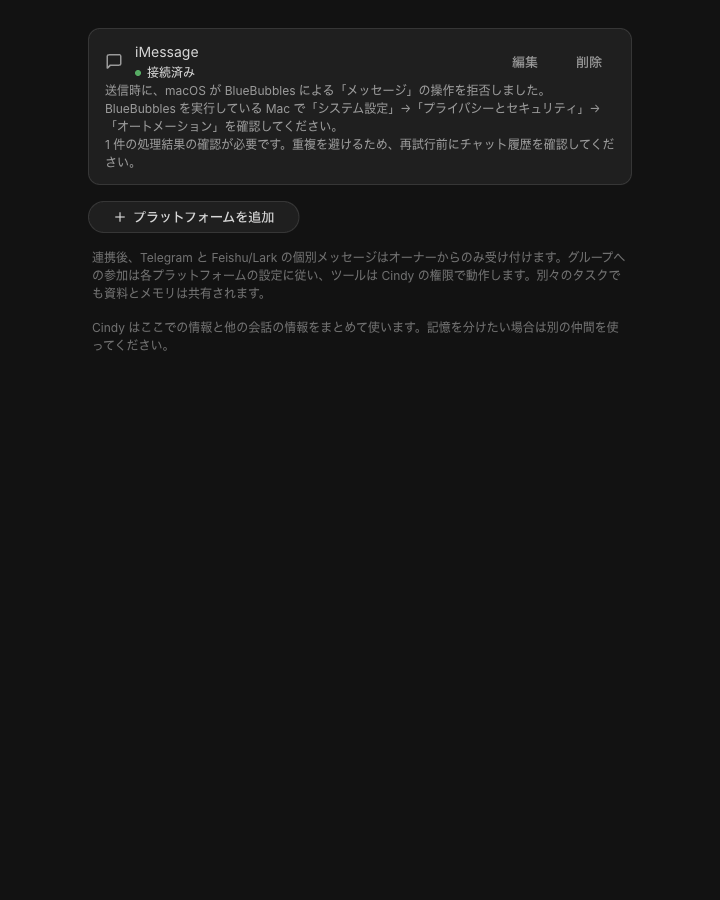 iMessage
接続済み
編集
削除
送信時に、macOS が BlueBubbles による「メッセージ」の操作を拒否しました。
BlueBubbles を実行している Mac で「システム設定」→「プライバシーとセキュリティ」→
「オートメーション」を確認してください。
1 件の処理結果の確認が必要です。重複を避けるため、再試行前にチャット履歴を確認してくだ
さい。
+ プラットフォームを追加
連携後、Telegram と Feishu/Lark の個別メッセージはオーナーからのみ受け付けます。グループへ
の参加は各プラットフォームの設定に従い、ツールは Cindy の権限で動作します。別々のタスクで
も資料とメモリは共有されます。
Cindy はここでの情報と他の会話の情報をまとめて使います。記憶を分けたい場合は別の仲間を使
ってください。